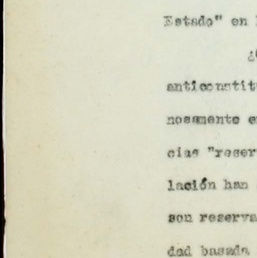 Estado" en
¿
anticonstit
nosamente e
cias "reser
lación han
son reserva
dad basada